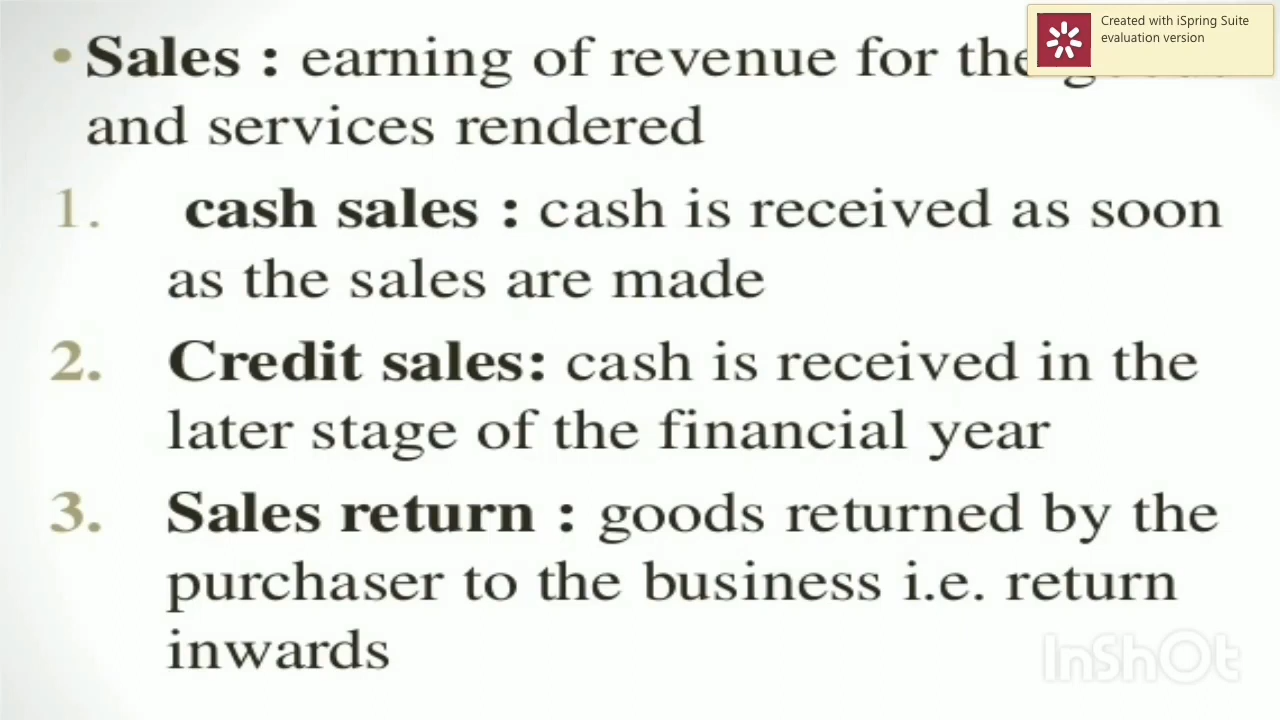 • Sales : earning of revenue for the
and services rendered
1. cash sales : cash is received as soon
as the sales are made
2. Credit sales: cash is received in the
later stage of the financial year
3. Sales return : goods returned by the
purchaser to the business i.e. return
inwards
Created with iSpring Suite
evaluation version
InShOt